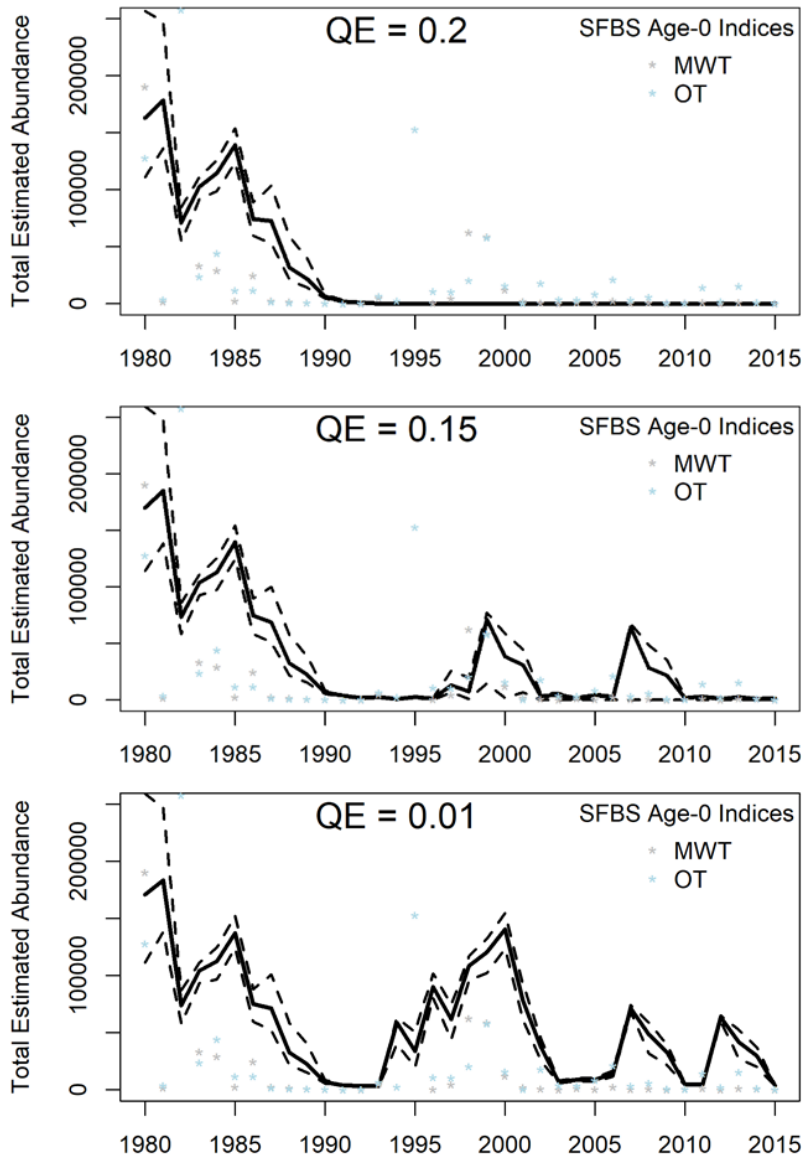 QE = 0.2
SFBS Age-0 Indices
MWT
OT
Total Estimated Abundance
0
100000
200000
1980 1985 1990 1995 2000 2005 2010 2015
QE = 0.15
SFBS Age-0 Indices
MWT
OT
Total Estimated Abundance
0
100000
200000
1980 1985 1990 1995 2000 2005 2010 2015
QE = 0.01
SFBS Age-0 Indices
MWT
OT
Total Estimated Abundance
0
100000
200000
1980 1985 1990 1995 2000 2005 2010 2015